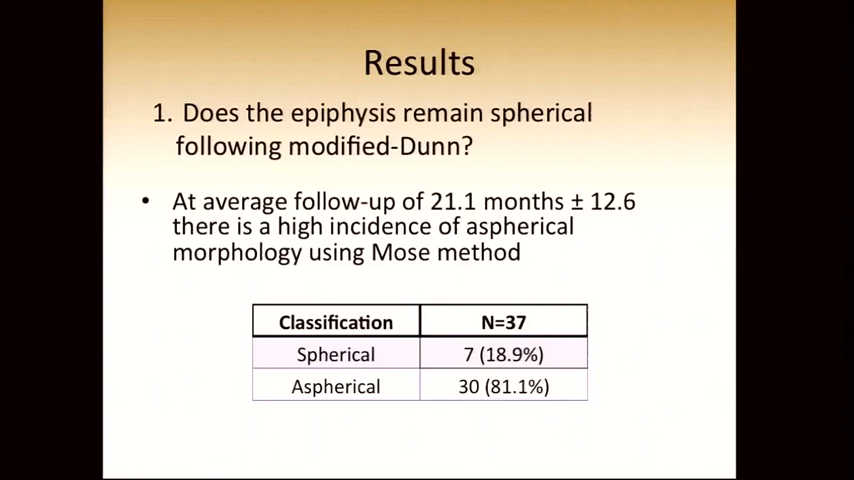 Results
1. Does the epiphysis remain spherical
following modified-Dunn?
• At average follow-up of 21.1 months ± 12.6
there is a high incidence of aspherical
morphology using Mose method
Classification N=37
Spherical 7 (18.9%)
Aspherical 30 (81.1%)